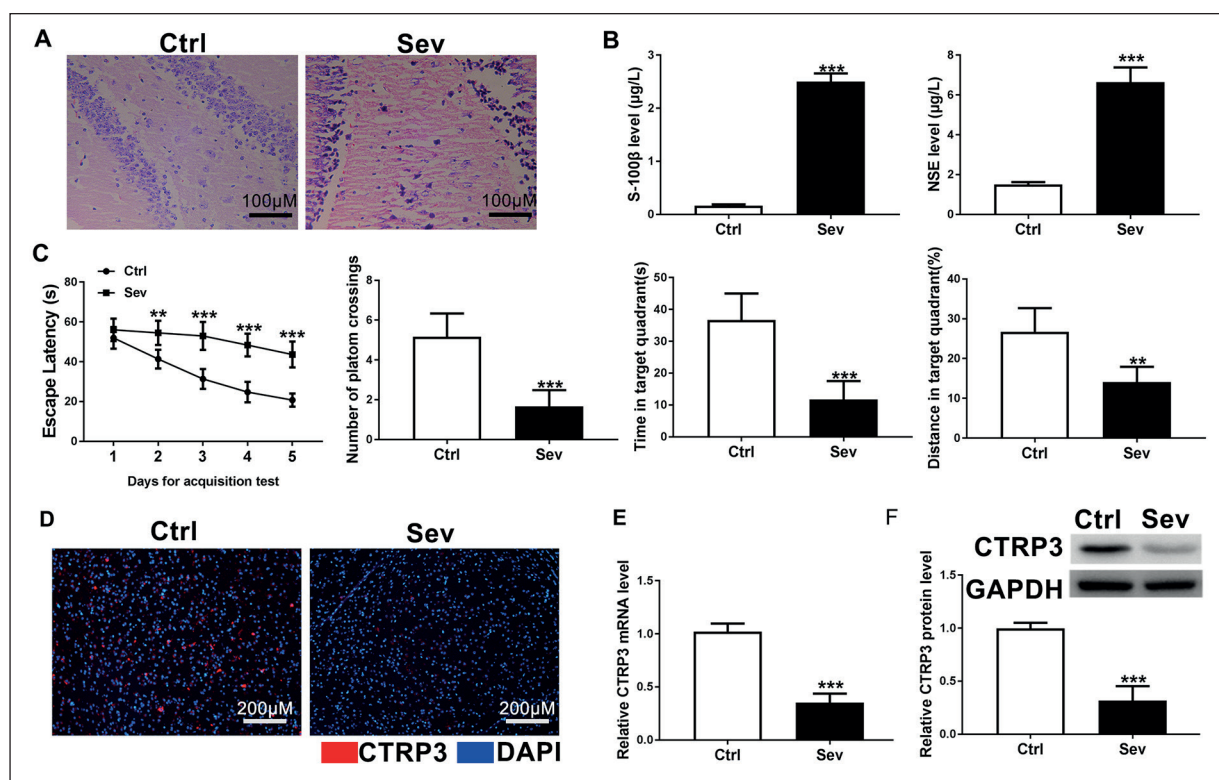 A
Ctrl
Sev
100μM
100μM
B
S-100β level (μg/L)
3
2
1
0
***
Ctrl
Sev
NSE level (μg/L)
8
6
4
2
0
***
Ctrl
Sev
C
Ctrl
Sev
Escape Latency (s)
80
60
40
20
0
**
***
***
***
1 2 3 4 5
Days for acquisition test
Number of platom crossings
8
6
4
2
0
***
Ctrl
Sev
Time in target quadrant(s)
50
40
30
20
10
0
***
Ctrl
Sev
Distance in target quadrant(%)
40
30
20
10
0
**
Ctrl
Sev
D
Ctrl
Sev
200μM
200μM
CTRP3 DAPI
E
Relative CTRP3 mRNA level
1.5
1.0
0.5
0.0
***
Ctrl
Sev
F
Ctrl Sev
CTRP3
GAPDH
Relative CTRP3 protein level
1.5
1.0
0.5
0.0
***
Ctrl
Sev